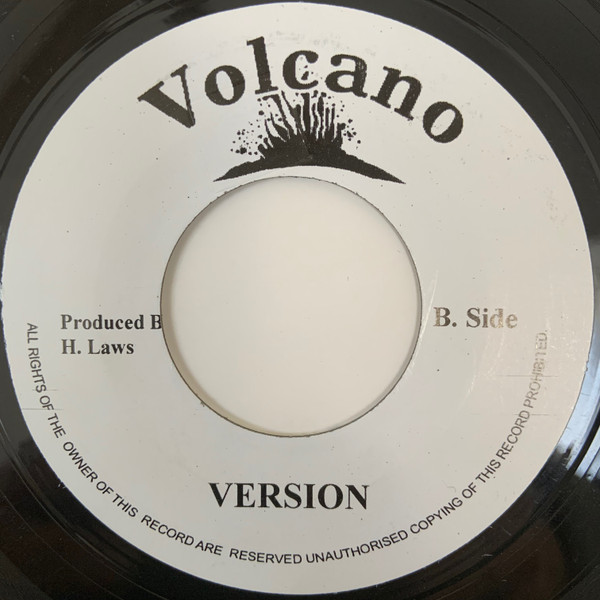 Volcano
Produced B
H. Laws
B. Side
VERSION
ALL RIGHTS OF THE OWNER OF THIS RECORD ARE RESERVED UNAUTHORISED COPYING OF THIS RECORD PROHIBITED.